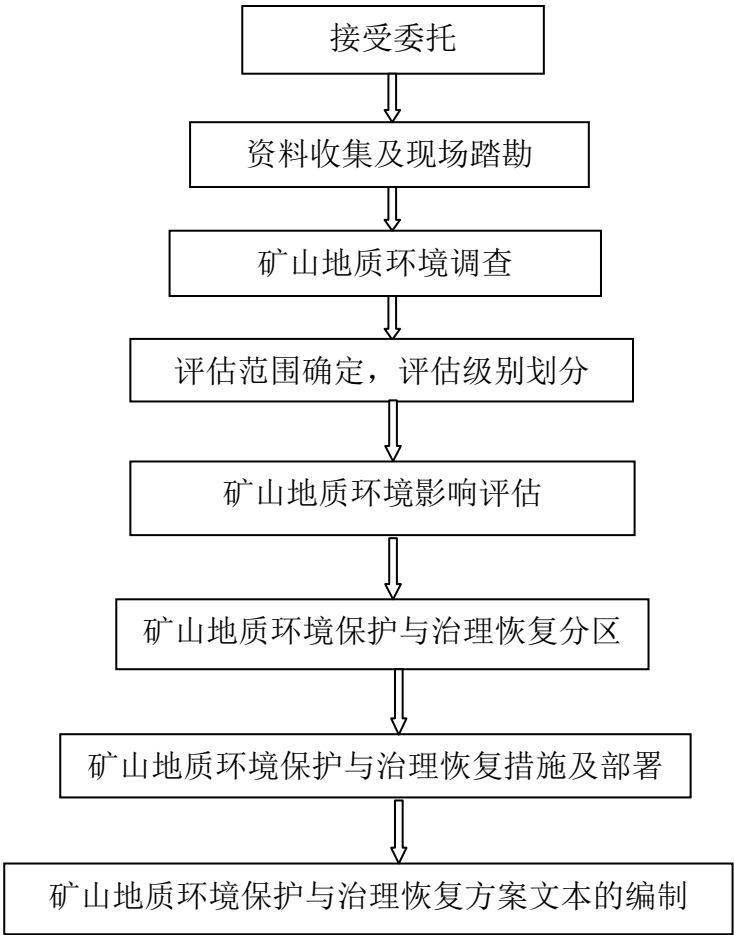 接受委托
资料收集及现场踏勘
矿山地质环境调查
评估范围确定，评估级别划分
矿山地质环境影响评估
矿山地质环境保护与治理恢复分区
矿山地质环境保护与治理恢复措施及部署
矿山地质环境保护与治理恢复方案文本的编制